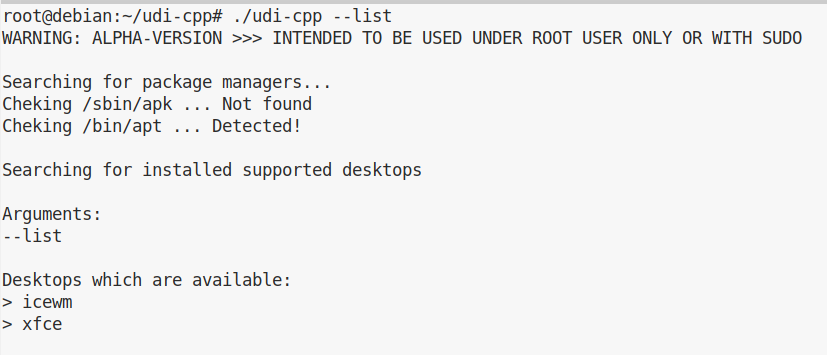 root@debian:~/udi-cpp# ./udi-cpp --list
WARNING: ALPHA-VERSION >>> INTENDED TO BE USED UNDER ROOT USER ONLY OR WITH SUDO
Searching for package managers...
Cheking /sbin/apk ... Not found
Cheking /bin/apt ... Detected!
Searching for installed supported desktops
Arguments:
--list
Desktops which are available:
> icewm
> xfce